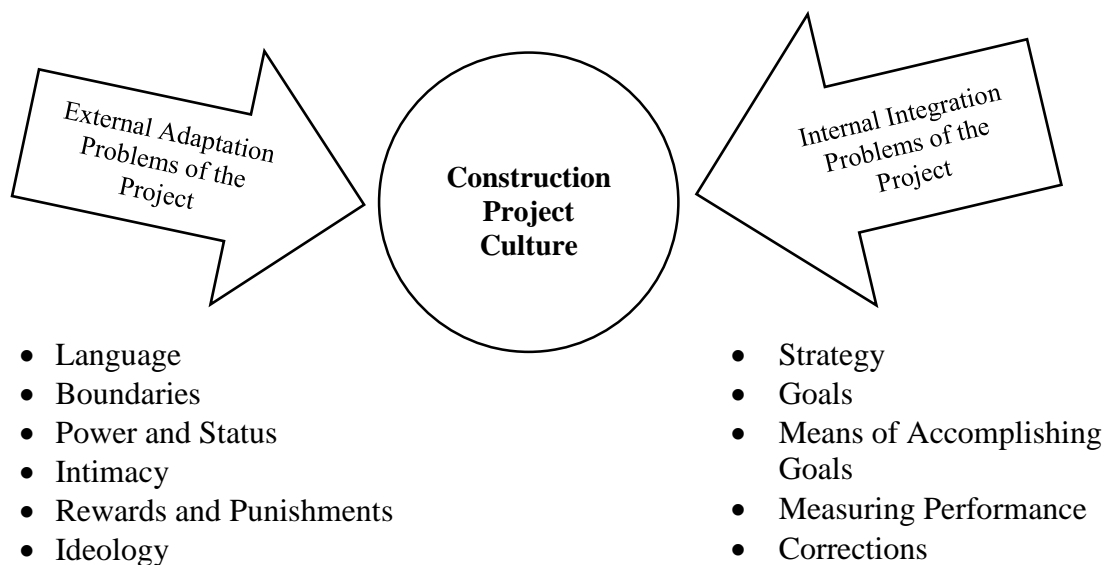 External Adaptation
Problems of the
Project
Construction
Project
Culture
Internal Integration
Problems of the
Project
• Language
• Boundaries
• Power and Status
• Intimacy
• Rewards and Punishments
• Ideology
• Strategy
• Goals
• Means of Accomplishing
Goals
• Measuring Performance
• Corrections